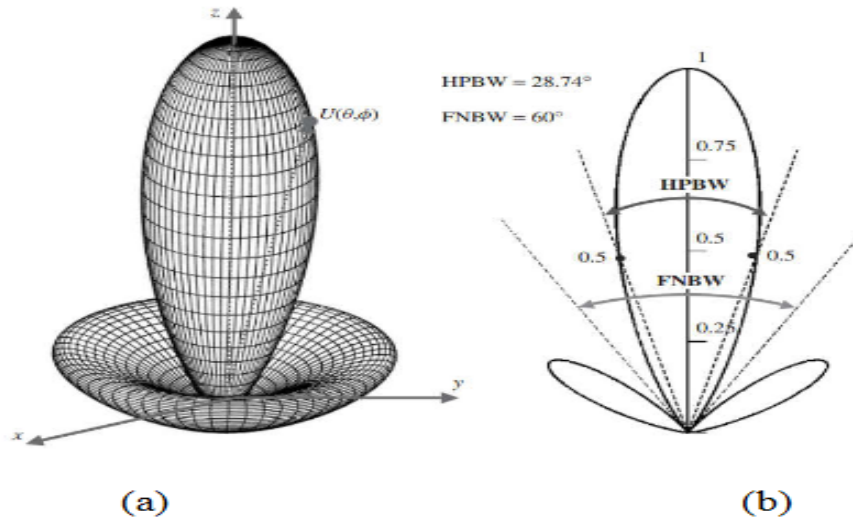 z
U(θ,ϕ)
y
x
(a)
1
HPBW = 28.74°
FNBW = 60°
0.75
HPBW
0.5
0.5
0.5
FNBW
0.25
(b)